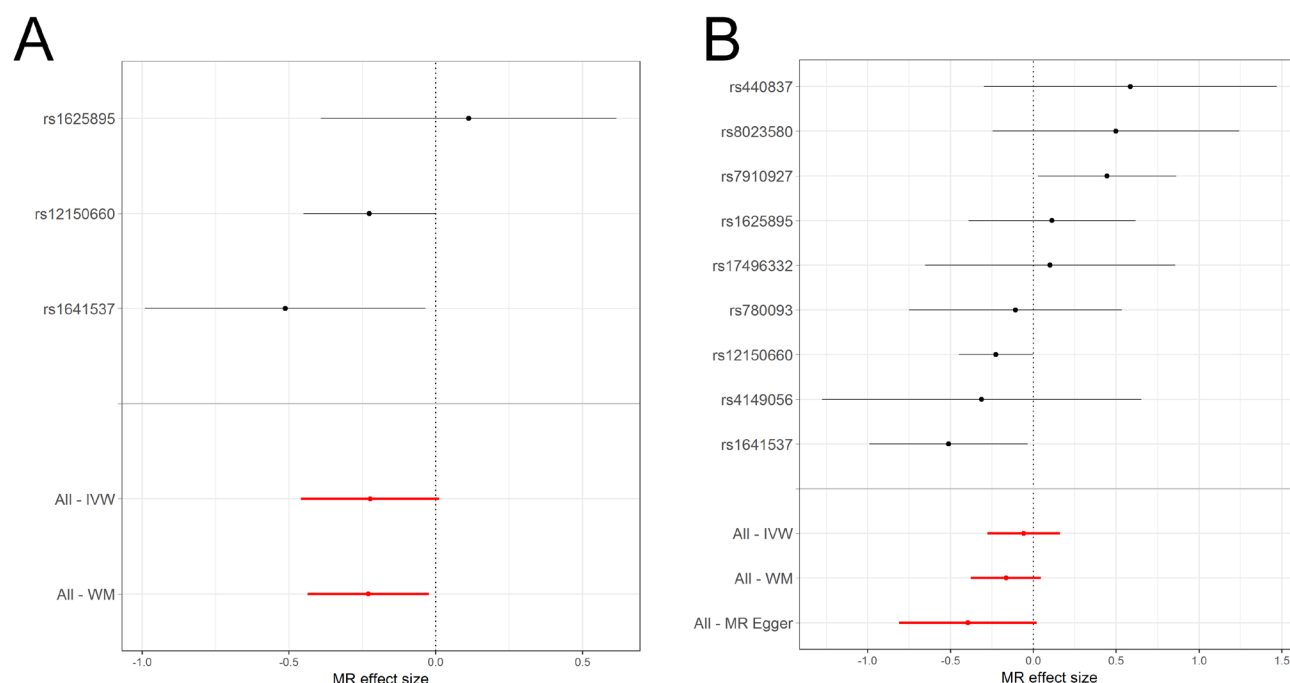 A
rs1625895
rs12150660
rs1641537
All - IVW
All - WM
-1.0 -0.5 0.0 0.5
MR effect size
B
rs440837
rs8023580
rs7910927
rs1625895
rs17496332
rs780093
rs12150660
rs4149056
rs1641537
All - IVW
All - WM
All - MR Egger
-1.0 -0.5 0.0 0.5 1.0 1.5
MR effect size